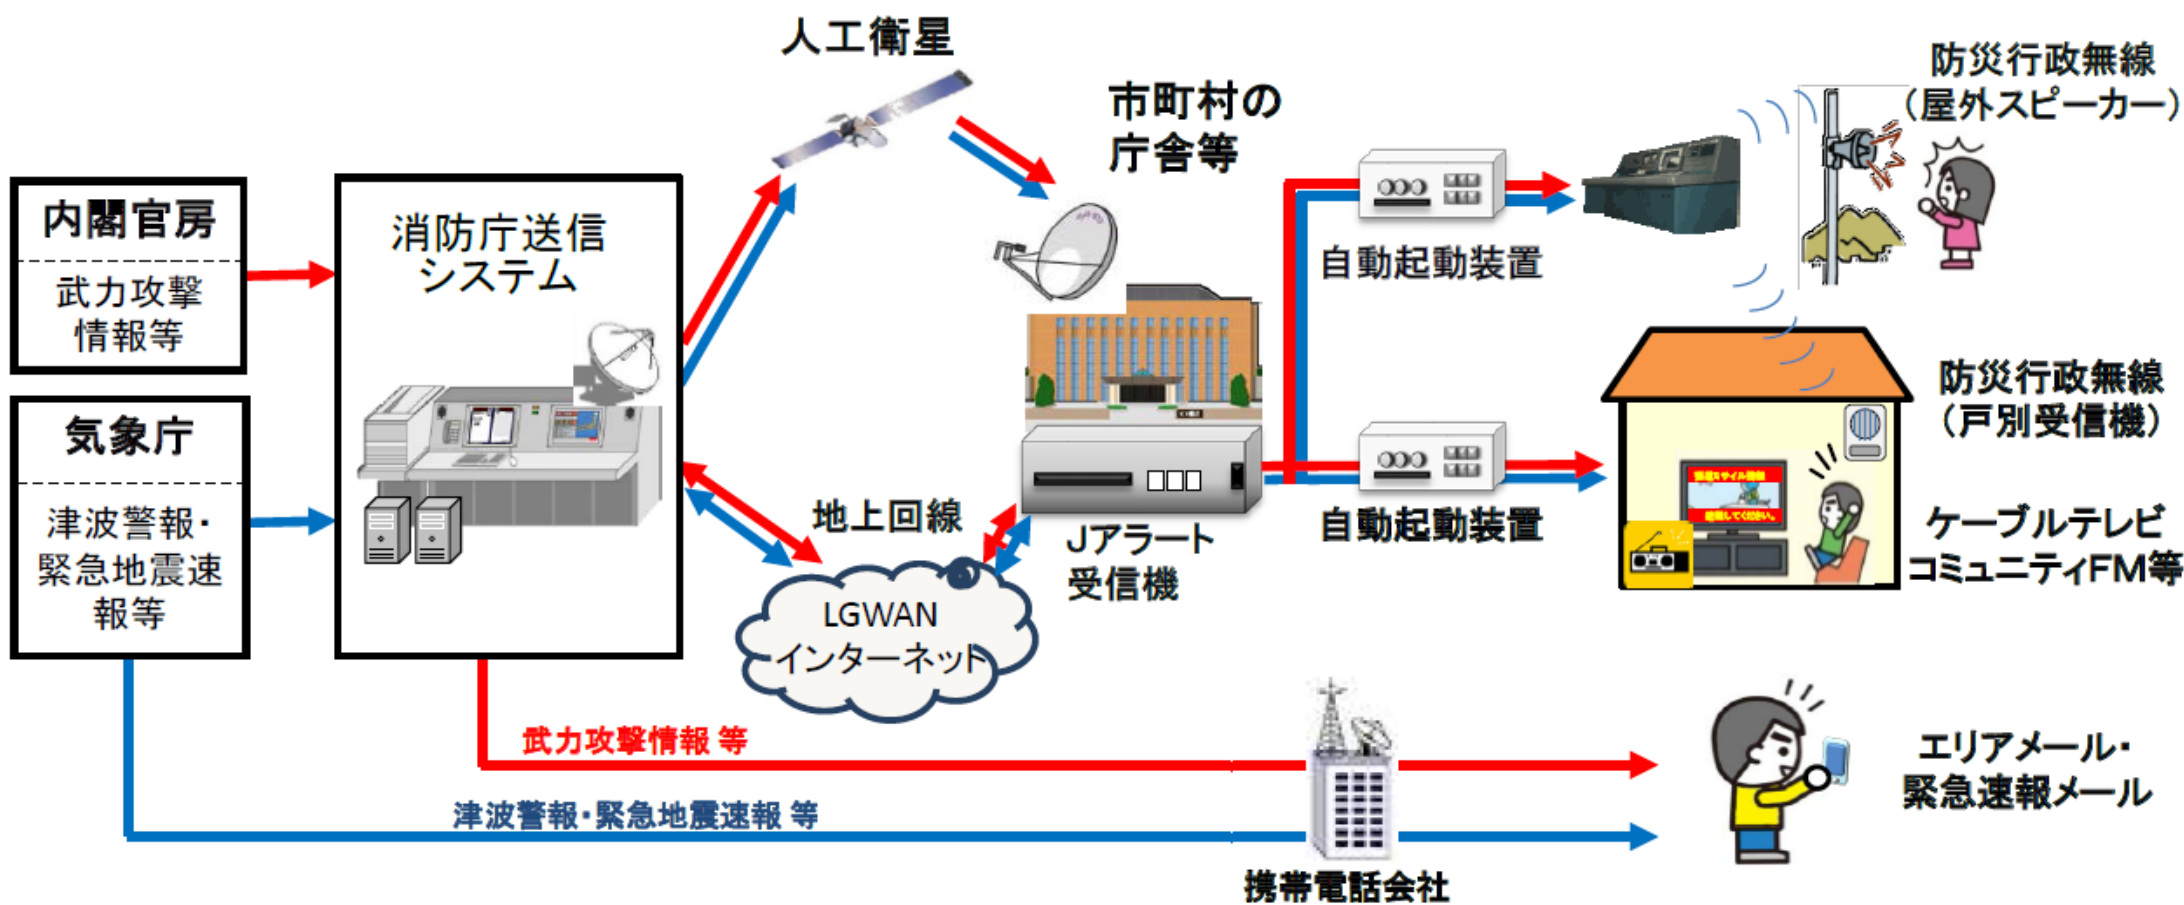 人工衛星
市町村の
庁舎等
防災行政無線
(屋外スピーカー)
内閣官房
武力攻撃
情報等
消防庁送信
システム
自動起動装置
気象庁
津波警報・
緊急地震速
報等
地上回線
LGWAN
インターネット
Jアラート
受信機
自動起動装置
防災行政無線
(戸別受信機)
ケーブルテレビ
コミュニティFM等
武力攻撃情報 等
津波警報・緊急地震速報 等
携帯電話会社
エリアメール・
緊急速報メール